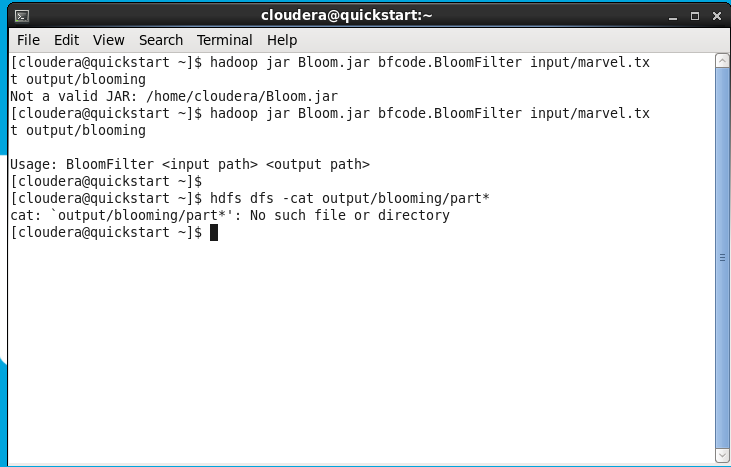 cloudera@quickstart:~
File Edit View Search Terminal Help
[cloudera@quickstart ~]$ hadoop jar Bloom.jar bfcode.BloomFilter input/marvel.tx
t output/blooming
Not a valid JAR: /home/cloudera/Bloom.jar
[cloudera@quickstart ~]$ hadoop jar Bloom.jar bfcode.BloomFilter input/marvel.tx
t output/blooming
Usage: BloomFilter <input path> <output path>
[cloudera@quickstart ~]$
[cloudera@quickstart ~]$ hdfs dfs -cat output/blooming/part*
cat: `output/blooming/part*': No such file or directory
[cloudera@quickstart ~]$